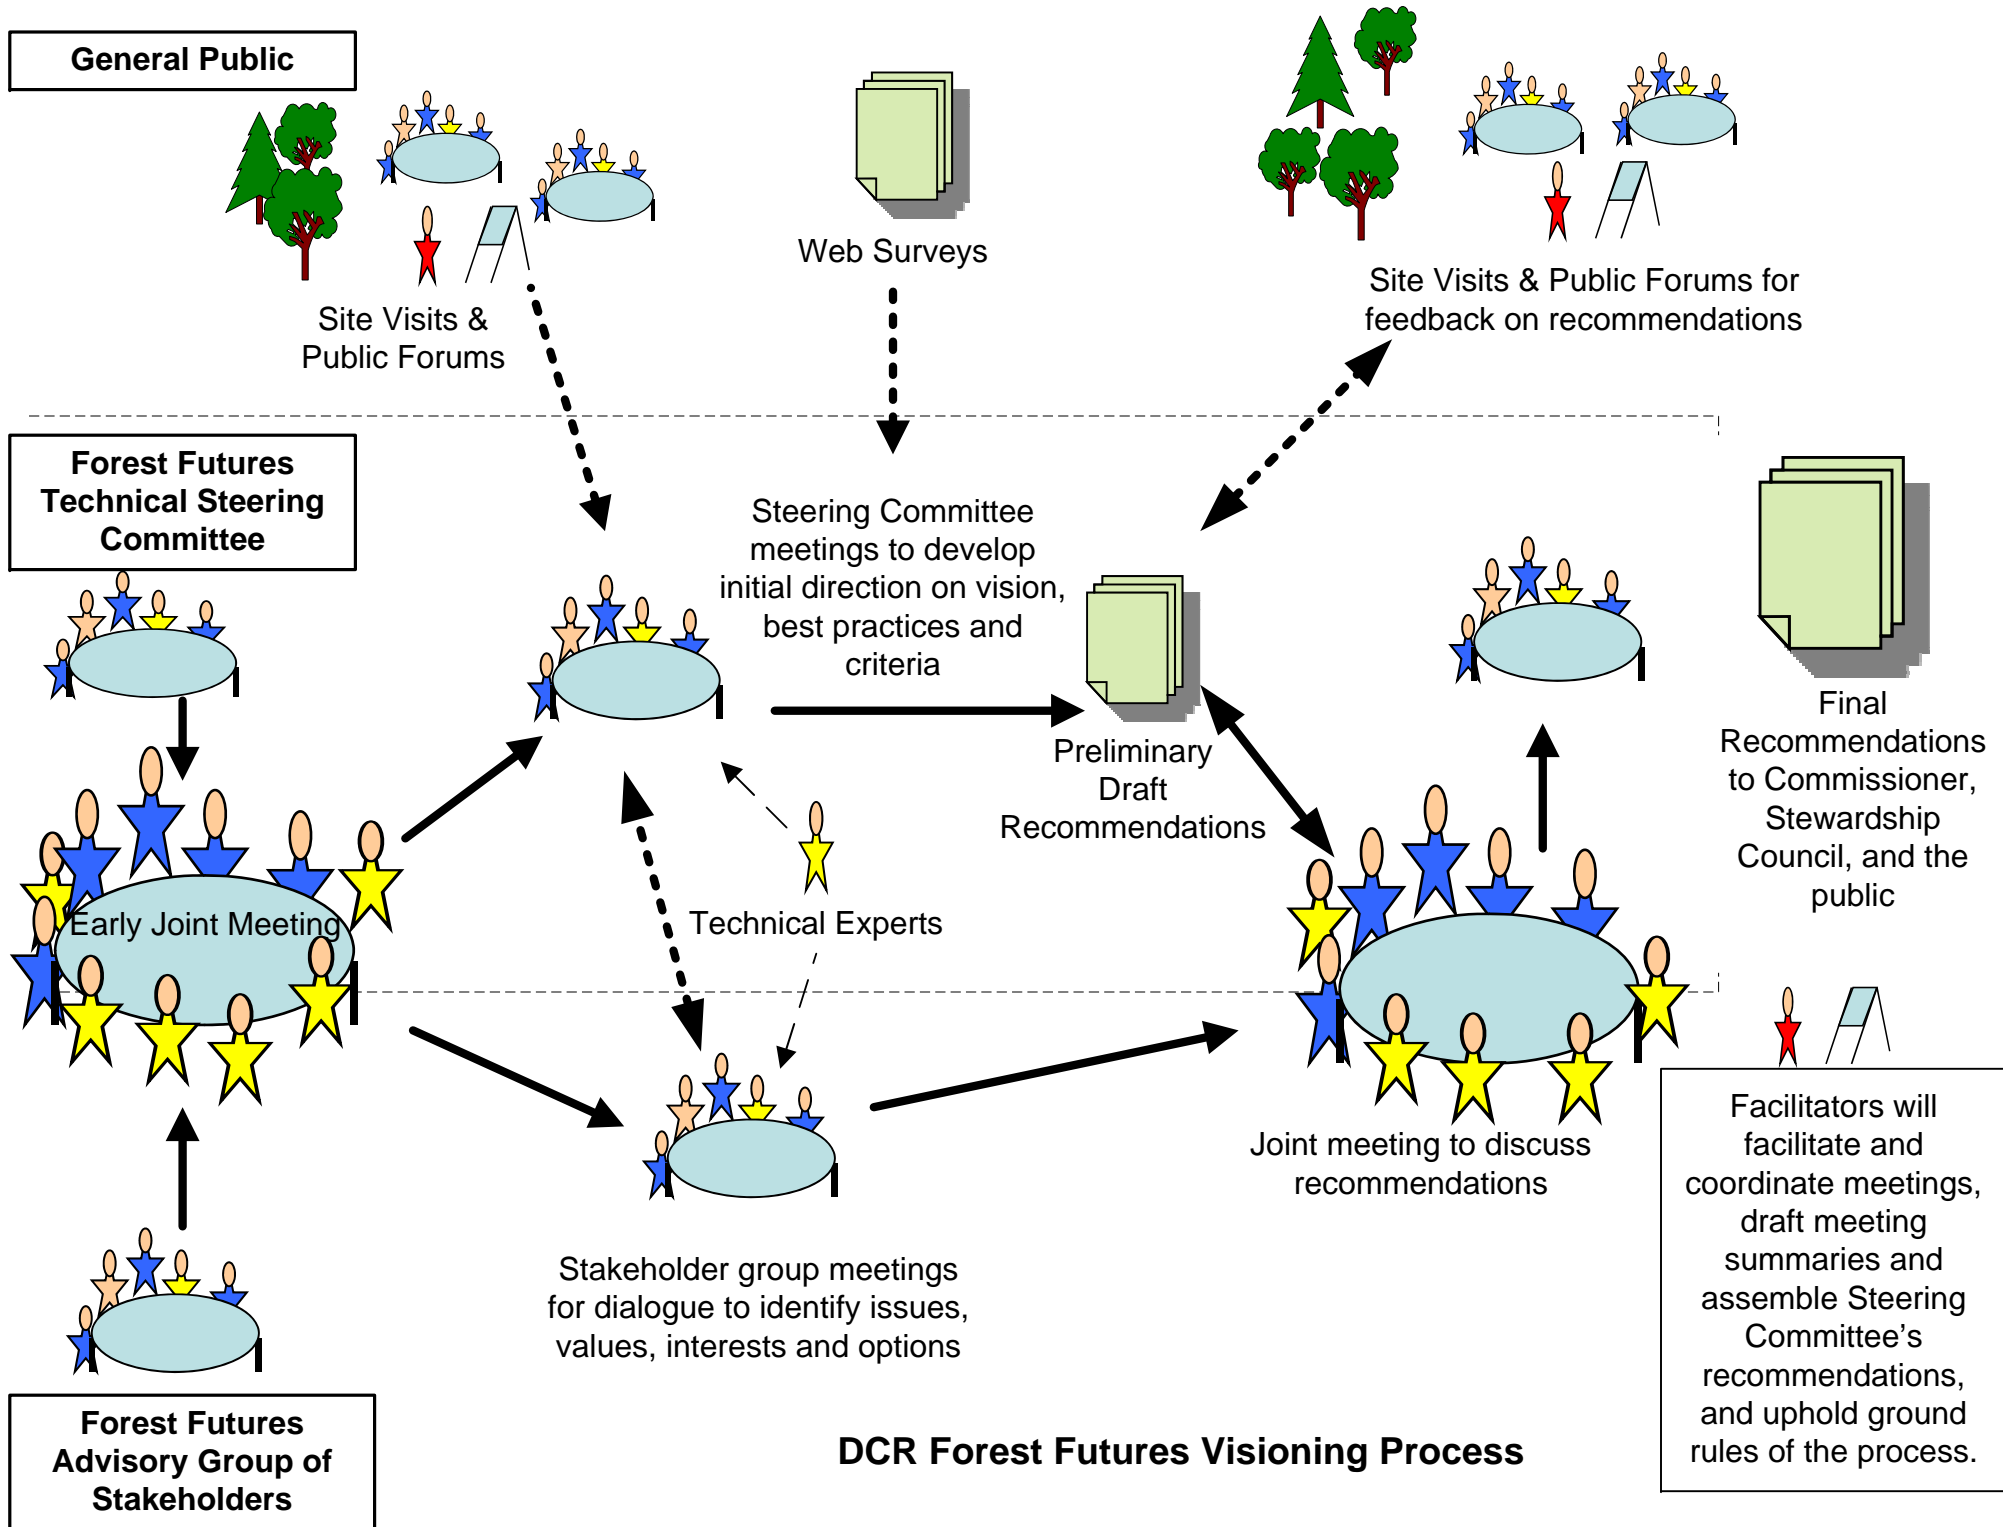 General Public
Web Surveys
Site Visits &
Public Forums
Site Visits & Public Forums for
feedback on recommendations
Forest Futures
Technical Steering
Committee
Steering Committee
meetings to develop
initial direction on vision,
best practices and
criteria
Preliminary
Draft
Recommendations
Final
Recommendations
to Commissioner,
Stewardship
Council, and the
public
Early Joint Meeting
Technical Experts
Joint meeting to discuss
recommendations
Stakeholder group meetings
for dialogue to identify issues,
values, interests and options
Facilitators will
facilitate and
coordinate meetings,
draft meeting
summaries and
assemble Steering
Committee’s
recommendations,
and uphold ground
rules of the process.
Forest Futures
Advisory Group of
Stakeholders
DCR Forest Futures Visioning Process